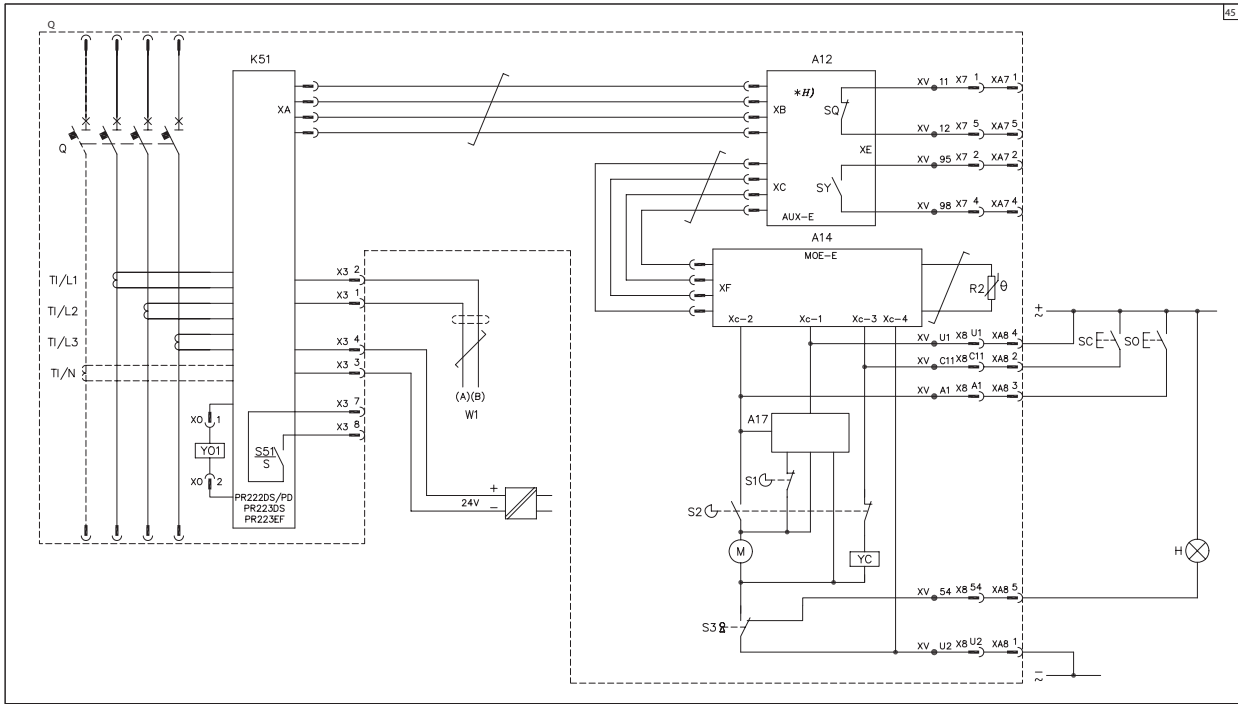 45
Q
K51
XA
A12
*H)
XB
SQ
XE
XC
SY
AUX-E
XV 11 X7 1 XA7 1
XV 12 X7 5 XA7 5
XV 95 X7 2 XA7 2
XV 98 X7 4 XA7 4
Q
A14
MOE-E
XF
R2 θ
Xc-2 Xc-1 Xc-3 Xc-4
TI/L1
TI/L2
TI/L3
TI/N
X3 2
X3 1
X3 4
X3 3
X3 7
X3 8
(A)(B)
W1
+
~
SC SO
XV U1 X8 U1 XA8 4
XV C11 X8 C11 XA8 2
XV A1 X8 A1 XA8 3
XO 1
YO1
XO 2
S51
S
PR222DS/PD
PR223DS
PR223EF
+
24V
−
A17
S1
S2
M
YC
H
XV 54 X8 54 XA8 5
S3
XV U2 X8 U2 XA8 1
−
~